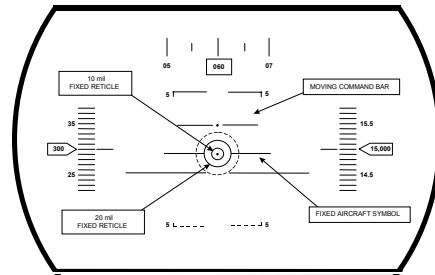 05 060 07
10 mil
FIXED RETICLE
5 5
MOVING COMMAND BAR
35 15.5
300 15,000
25 14.5
20 mil
FIXED RETICLE
FIXED AIRCRAFT SYMBOL
5 5